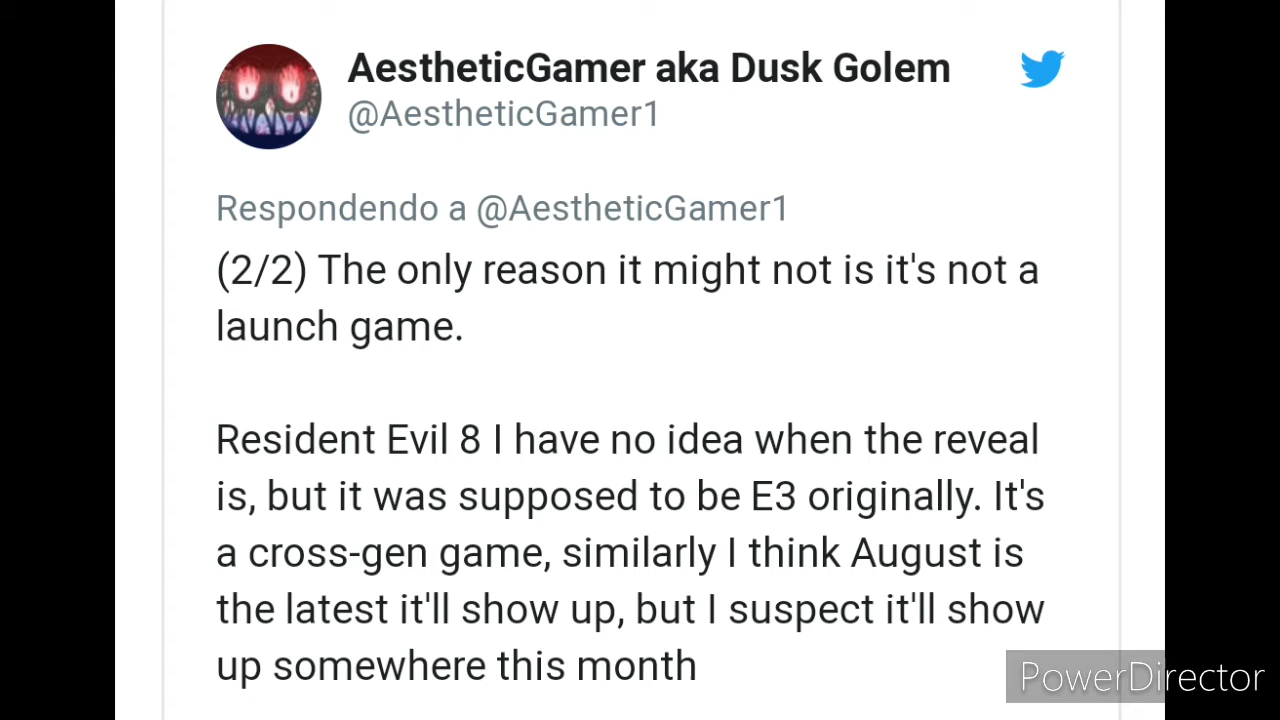 AestheticGamer aka Dusk Golem
@AestheticGamer1
Respondendo a @AestheticGamer1
(2/2) The only reason it might not is it's not a
launch game.
Resident Evil 8 I have no idea when the reveal
is, but it was supposed to be E3 originally. It's
a cross-gen game, similarly I think August is
the latest it'll show up, but I suspect it'll show
up somewhere this month
PowerDirector